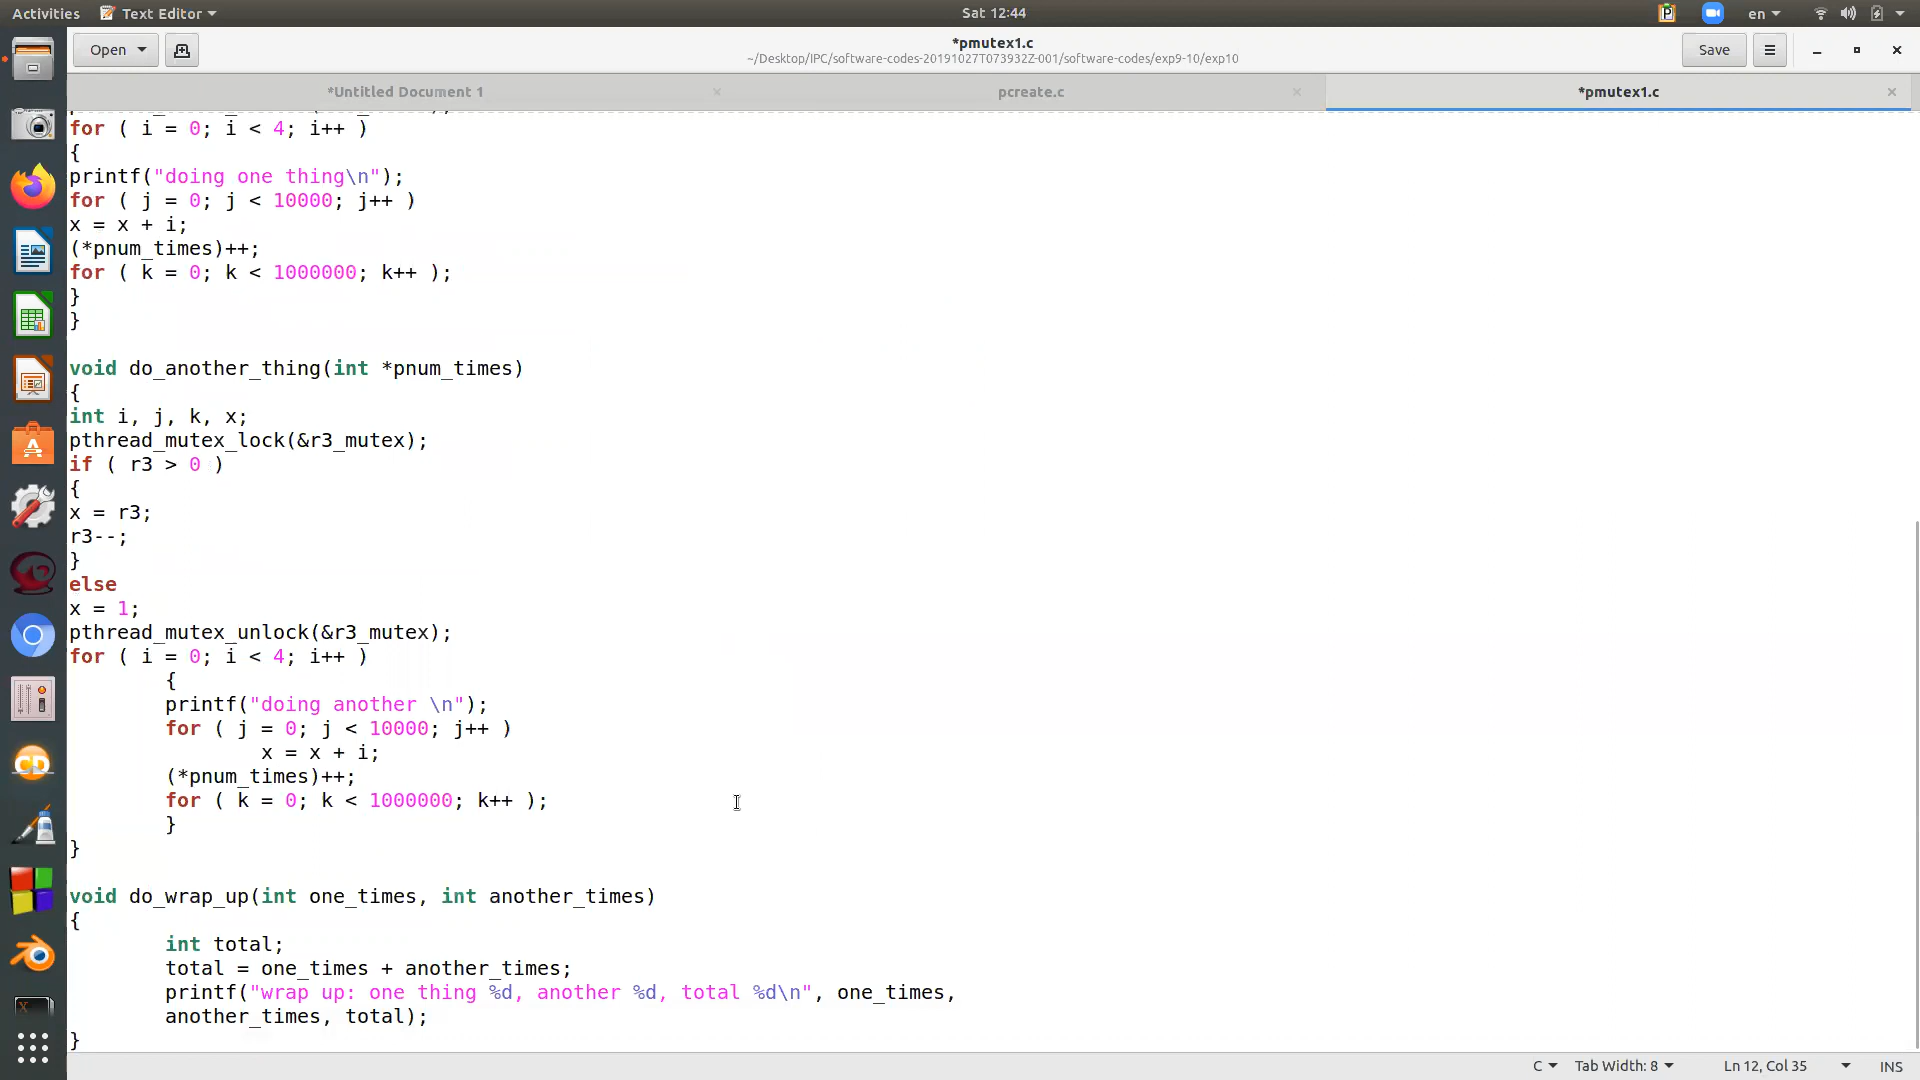 Activities Text Editor Sat 12:44 en
Open *pmutex1.c Save
~/Desktop/IPC/software-codes-20191027T073932Z-001/software-codes/exp9-10/exp10
*Untitled Document 1 pcreate.c *pmutex1.c
for ( i = 0; i < 4; i++ )
{
printf("doing one thing\n");
for ( j = 0; j < 10000; j++ )
x = x + i;
(*pnum_times)++;
for ( k = 0; k < 1000000; k++ );
}
}
void do_another_thing(int *pnum_times)
{
int i, j, k, x;
pthread_mutex_lock(&r3_mutex);
if ( r3 > 0 )
{
x = r3;
r3--;
}
else
x = 1;
pthread_mutex_unlock(&r3_mutex);
for ( i = 0; i < 4; i++ )
{
printf("doing another \n");
for ( j = 0; j < 10000; j++ )
x = x + i;
(*pnum_times)++;
for ( k = 0; k < 1000000; k++ );
}
}
void do_wrap_up(int one_times, int another_times)
{
int total;
total = one_times + another_times;
printf("wrap up: one thing %d, another %d, total %d\n", one_times,
another_times, total);
}
C Tab Width: 8 Ln 12, Col 35 INS